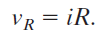 v_R = iR.